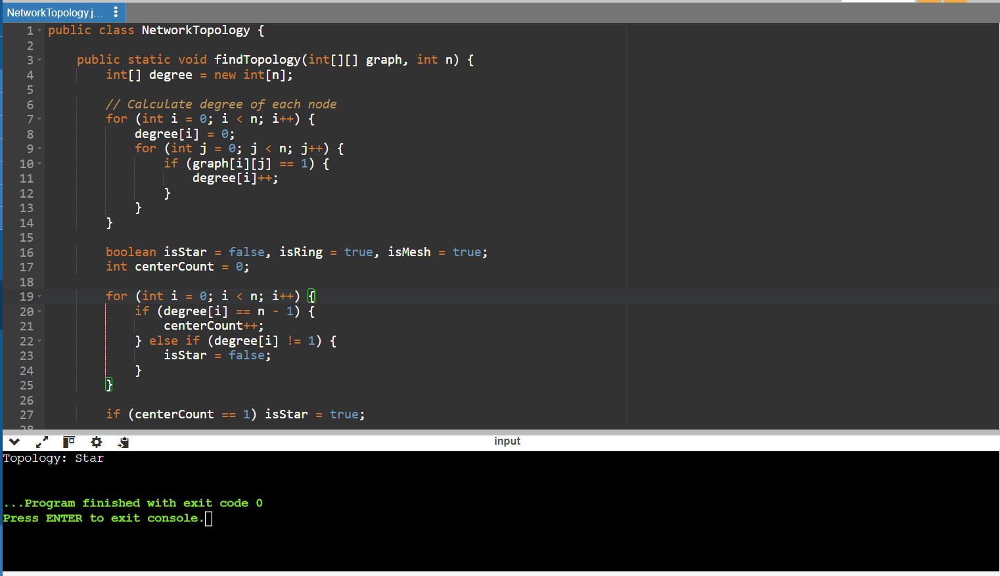 NetworkTopology.j...
1 public class NetworkTopology {
2
3     public static void findTopology(int[][] graph, int n) {
4         int[] degree = new int[n];
5
6         // Calculate degree of each node
7         for (int i = 0; i < n; i++) {
8             degree[i] = 0;
9             for (int j = 0; j < n; j++) {
10                 if (graph[i][j] == 1) {
11                     degree[i]++;
12                 }
13             }
14         }
15
16         boolean isStar = false, isRing = true, isMesh = true;
17         int centerCount = 0;
18
19         for (int i = 0; i < n; i++) {
20             if (degree[i] == n - 1) {
21                 centerCount++;
22             } else if (degree[i] != 1) {
23                 isStar = false;
24             }
25         }
26
27         if (centerCount == 1) isStar = true;
28
input
Topology: Star
...Program finished with exit code 0
Press ENTER to exit console.